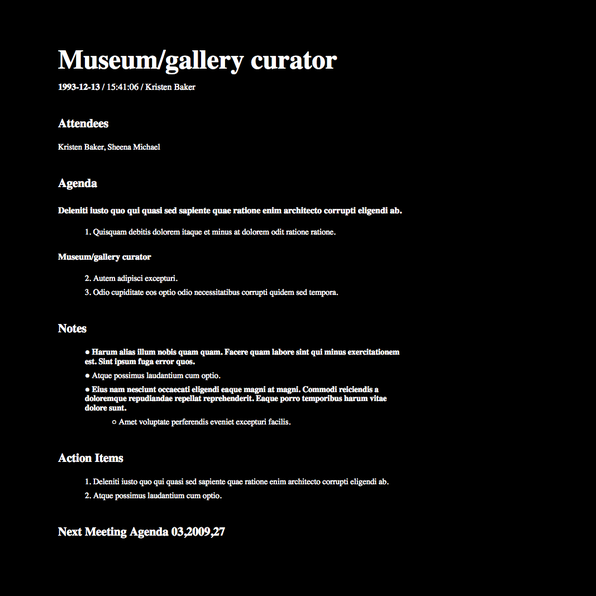 Museum/gallery curator
1993-12-13 / 15:41:06 / Kristen Baker
Attendees
Kristen Baker, Sheena Michael
Agenda
Deleniti iusto quo qui quasi sed sapiente quae ratione enim architecto corrupti eligendi ab.
1. Quisquam debitis dolorem itaque et minus at dolorem odit ratione ratione.
Museum/gallery curator
2. Autem adipisci excepturi.
3. Odio cupiditate eos optio odio necessitatibus corrupti quidem sed tempora.
Notes
● Harum alias illum nobis quam quam. Facere quam labore sint qui minus exercitationem
est. Sint ipsum fuga error quos.
● Atque possimus laudantium cum optio.
● Eius nam nesciunt occaecati eligendi eaque magni at magni. Commodi reiciendis a
doloremque repudiandae repellat reprehenderit. Eaque porro temporibus harum vitae
dolore sunt.
○ Amet voluptate perferendis eveniet excepturi facilis.
Action Items
1. Deleniti iusto quo qui quasi sed sapiente quae ratione enim architecto corrupti eligendi ab.
2. Atque possimus laudantium cum optio.
Next Meeting Agenda 03,2009,27